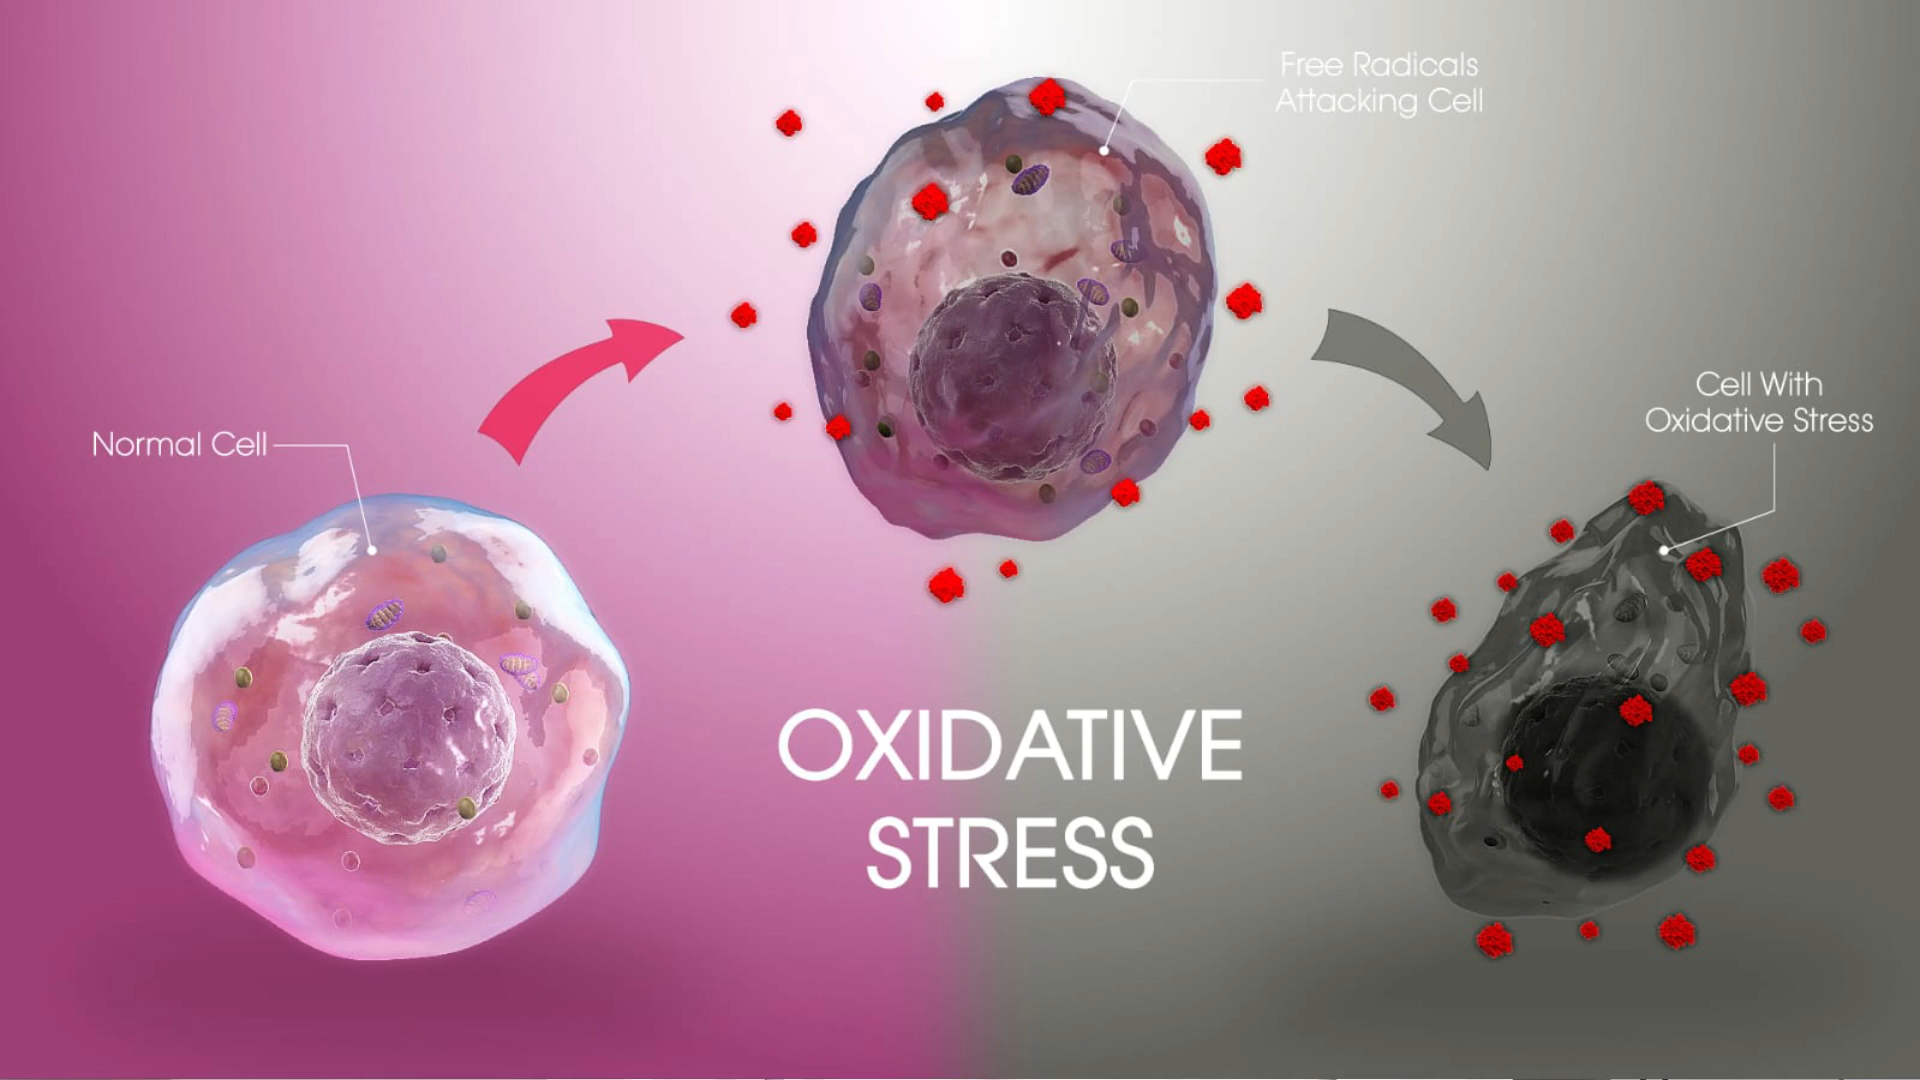 Free Radicals
Attacking Cell
Normal Cell
Cell With
Oxidative Stress
OXIDATIVE
STRESS